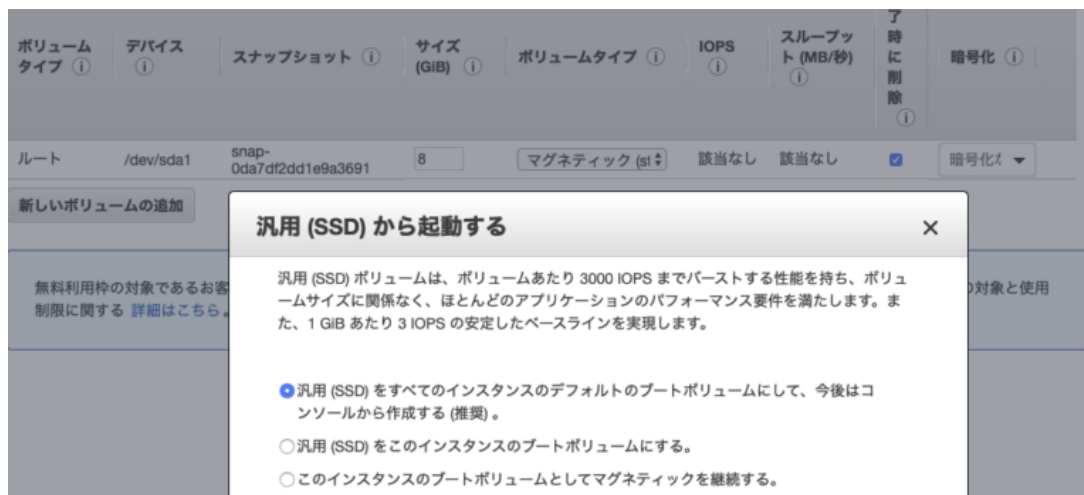 ボリューム タイプ
デバイス
スナップショット
サイズ (GiB)
ボリュームタイプ
IOPS
スループッ ト (MB/秒)
了 時 に 削 除
暗号化
ルート
/dev/sda1
snap-
0da7df2dd1e9a3691
8
マグネティック (st
該当なし
該当なし
暗号化な
新しいボリュームの追加
汎用 (SSD) から起動する
×
無料利用枠の対象であるお客
制限に関する 詳細はこちら。
対象と使用
汎用 (SSD) ボリュームは、ボリュームあたり 3000 IOPS までバーストする性能を持ち、ボリュ
ームサイズに関係なく、ほとんどのアプリケーションのパフォーマンス要件を満たします。ま
た、1 GiB あたり 3 IOPS の安定したベースラインを実現します。
汎用 (SSD) をすべてのインスタンスのデフォルトのブートボリュームにして、今後はコ
ンソールから作成する (推奨) 。
汎用 (SSD) をこのインスタンスのブートボリュームにする。
このインスタンスのブートボリュームとしてマグネティックを継続する。